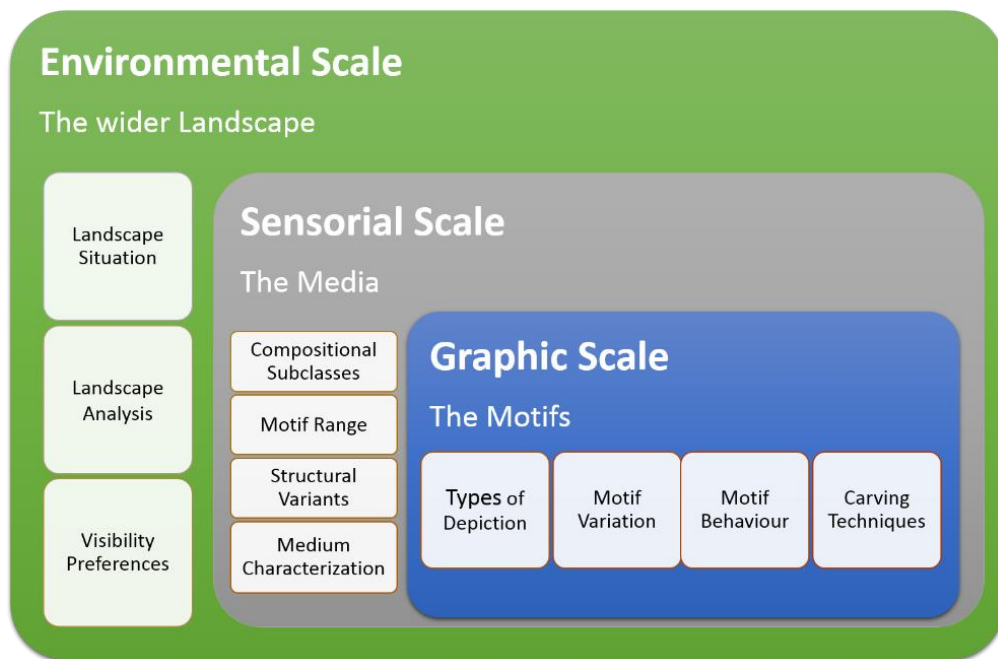 Environmental Scale
The wider Landscape
Landscape
Situation
Landscape
Analysis
Visibility
Preferences
Sensorial Scale
The Media
Compositional
Subclasses
Motif Range
Structural
Variants
Medium
Characterization
Graphic Scale
The Motifs
Types of
Depiction
Motif
Variation
Motif
Behaviour
Carving
Techniques